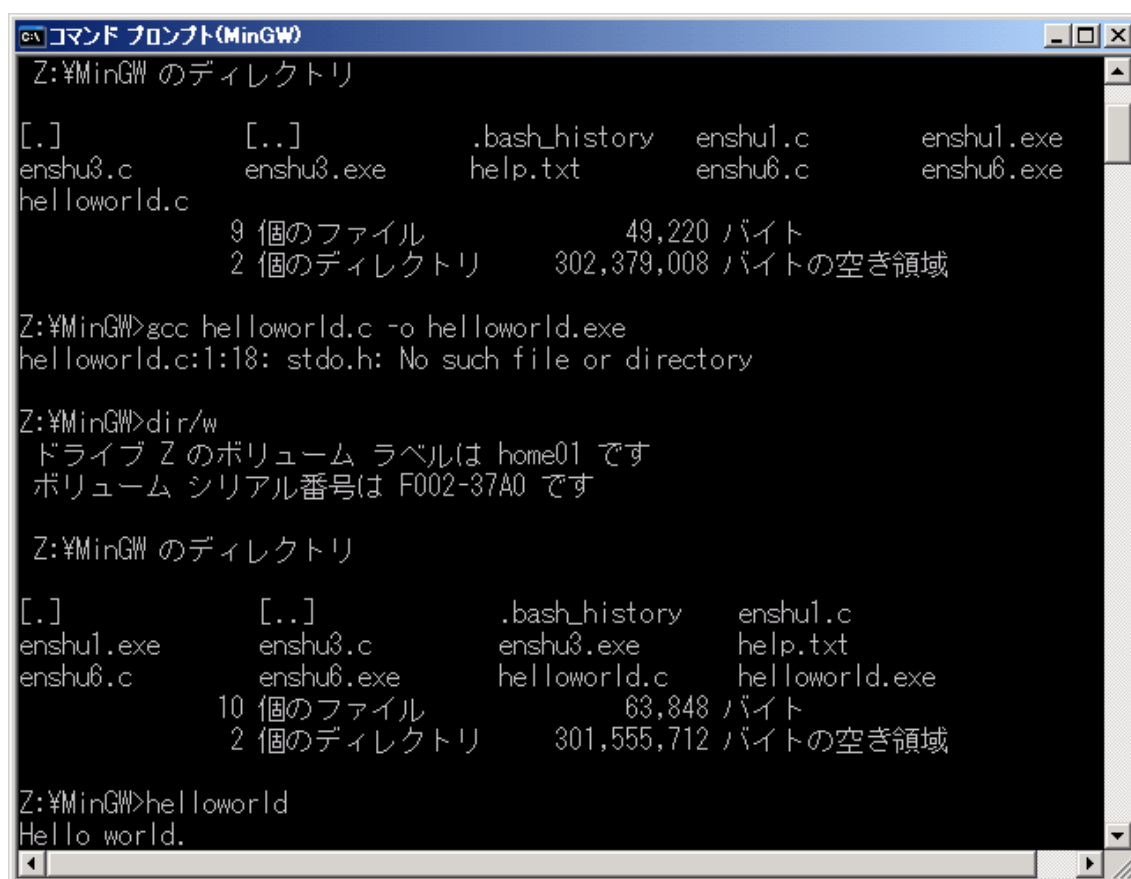 コマンド プロンプト(MinGW)
Z:¥MinGW のディレクトリ
[.] [..] .bash_history enshu1.c enshu1.exe
enshu3.c enshu3.exe help.txt enshu6.c enshu6.exe
helloworld.c
9 個のファイル 49,220 バイト
2 個のディレクトリ 302,379,008 バイトの空き領域
Z:¥MinGW>gcc helloworld.c -o helloworld.exe
helloworld.c:1:18: stdo.h: No such file or directory
Z:¥MinGW>dir/w
ドライブ Z のボリューム ラベルは home01 です
ボリューム シリアル番号は F002-37A0 です
Z:¥MinGW のディレクトリ
[.] [..] .bash_history enshu1.c
enshu1.exe enshu3.c enshu3.exe help.txt
enshu6.c enshu6.exe helloworld.c helloworld.exe
10 個のファイル 63,848 バイト
2 個のディレクトリ 301,555,712 バイトの空き領域
Z:¥MinGW>helloworld
Hello world.